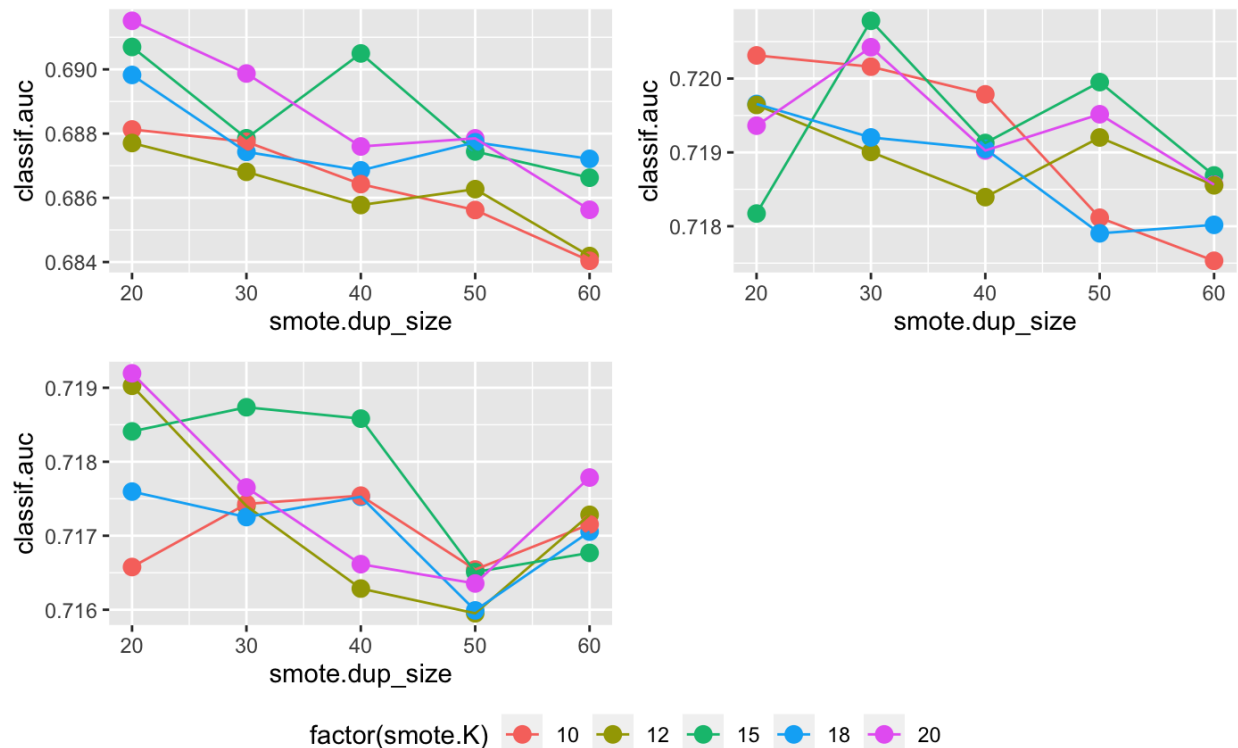 classif.auc
0.690
0.688
0.686
0.684
20 30 40 50 60
smote.dup_size
classif.auc
0.720
0.719
0.718
20 30 40 50 60
smote.dup_size
classif.auc
0.719
0.718
0.717
0.716
20 30 40 50 60
smote.dup_size
factor(smote.K) 10 12 15 18 20